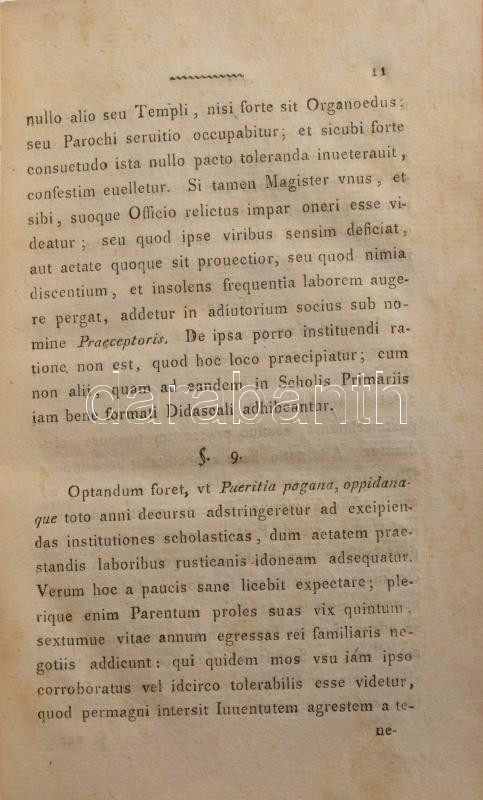 11
nullo alio seu Templi, nisi forte sit Organoedus;
seu Parochi seruitio occupabitur; et sicubi forte
consuetudo ista nullo pacto toleranda inueterauit,
confestim euelletur. Si tamen Magister vnus, et
sibi, suoque Officio relictus impar oneri esse vi-
deatur; seu quod ipse viribus sensim deficiat,
aut aetate quoque sit prouectior, seu quod nimia
discentium, et insolens frequentia laborem auge-
re pergat, addetur in adiutorium socius sub no-
mine Praeceptoris. De ipsa porro instituendi ra-
tione non est, quod hoc loco praecipiatur; cum
non alii, quam ad eandem in Scholis Primariis
iam bene formati Didascali adhibeantur.
darabanth
§. 9.
Optandum foret, vt Pueritia pagana, oppidana-
que toto anni decursu adstringeretur ad excipien-
das institutiones scholasticas, dum aetatem prae-
standis laboribus rusticanis idoneam adsequatur.
Verum hoc a paucis sane licebit expectare; ple-
rique enim Parentum proles suas vix quintum,
sextumue vitae annum egressas rei familiaris ne-
gotiis addicunt: qui quidem mos vsu iam ipso
corroboratus vel idcirco tolerabilis esse videtur,
quod permagni intersit Iuuentutem agrestem a te-
ne-